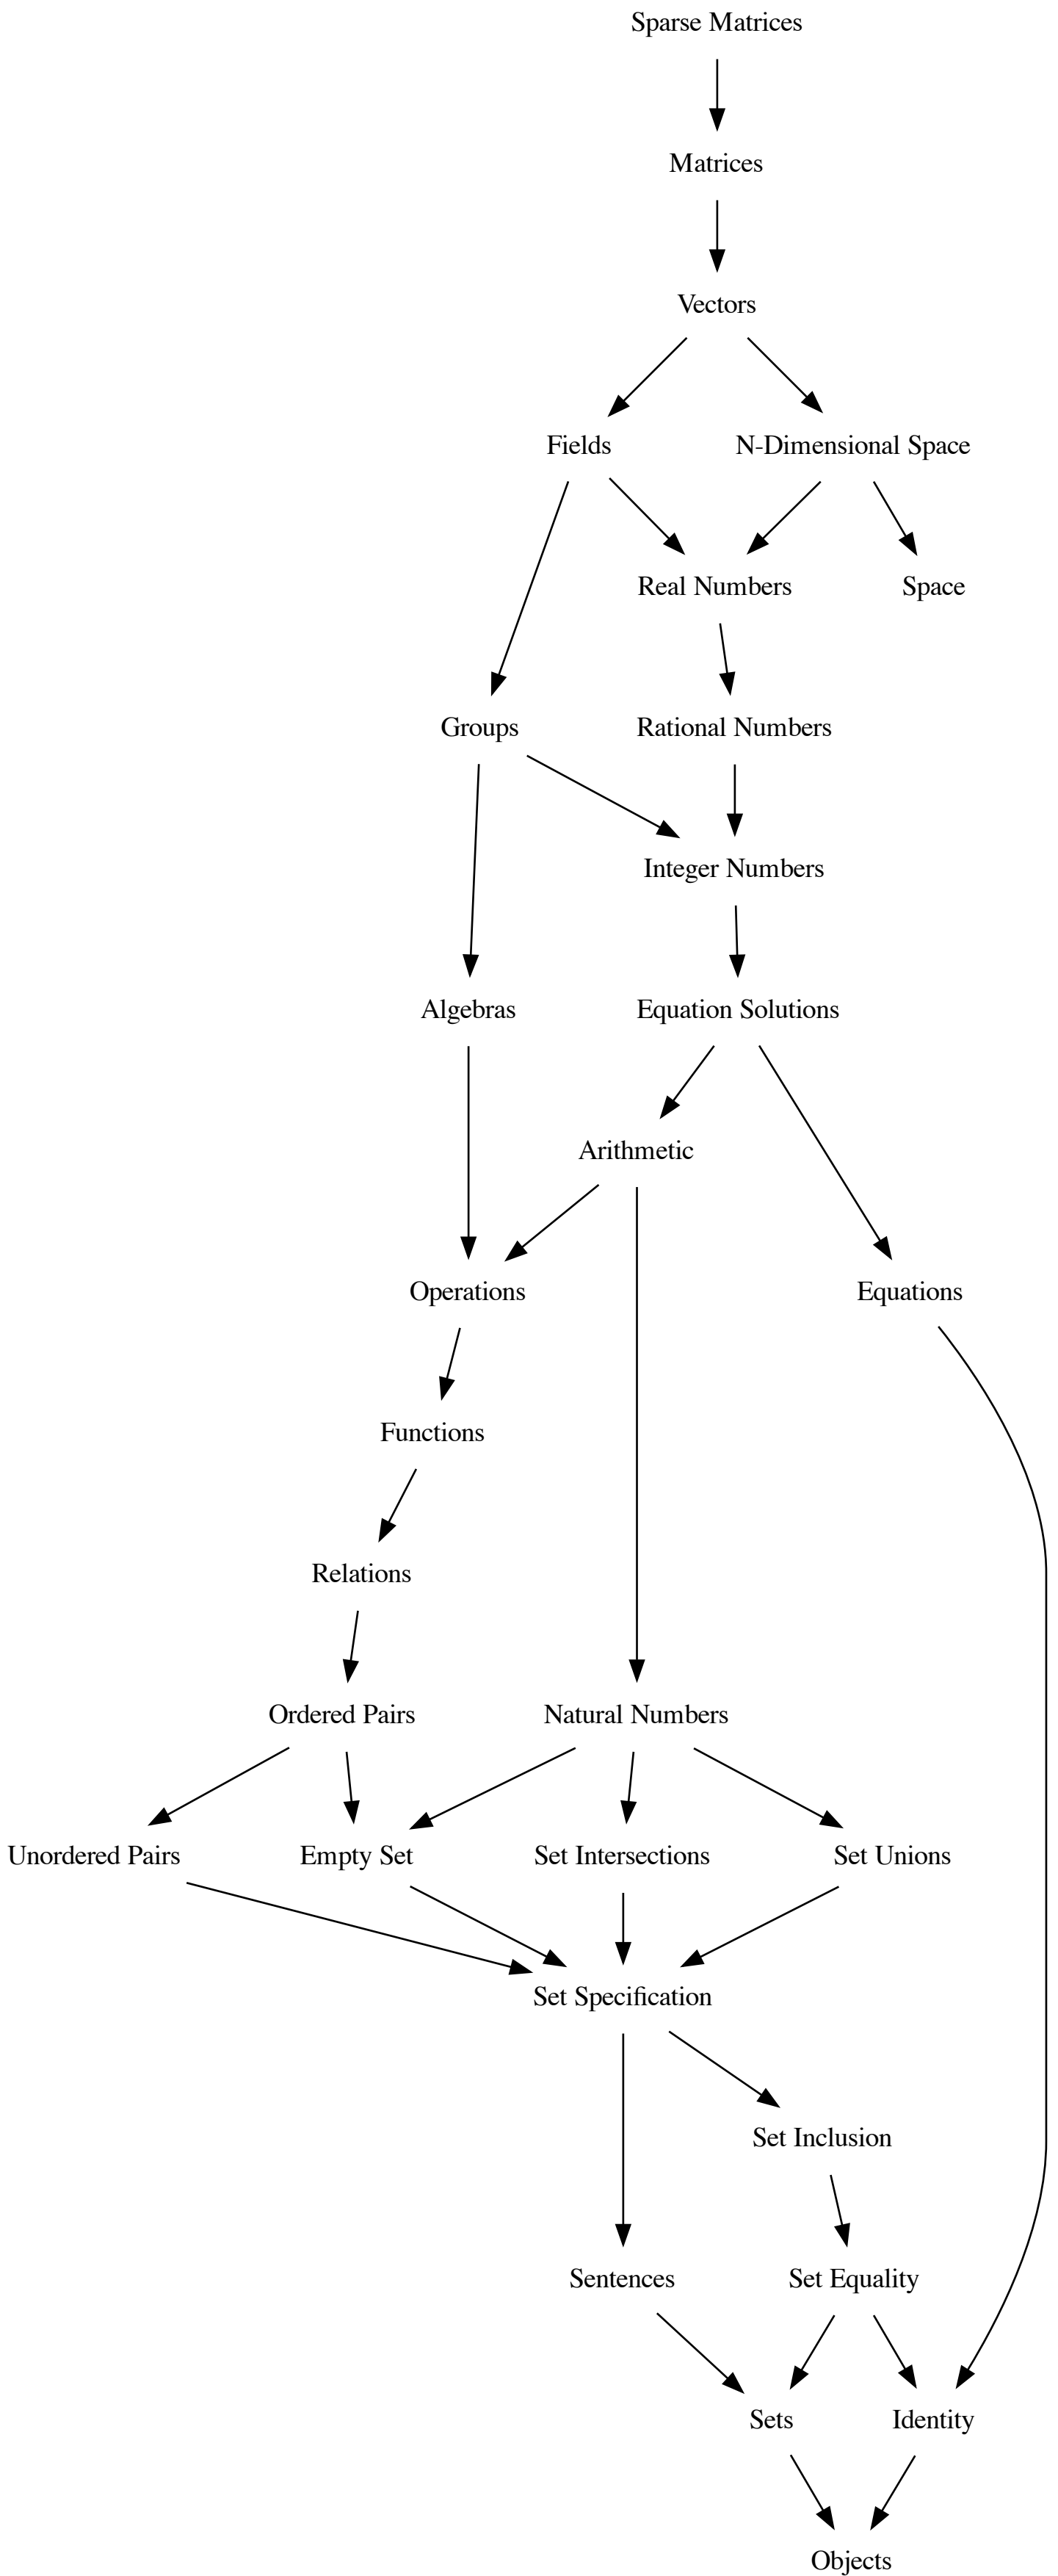 Sparse Matrices
Matrices
Vectors
Fields
N-Dimensional Space
Real Numbers
Space
Groups
Rational Numbers
Integer Numbers
Algebras
Equation Solutions
Arithmetic
Operations
Equations
Functions
Relations
Ordered Pairs
Natural Numbers
Unordered Pairs
Empty Set
Set Intersections
Set Unions
Set Specification
Set Inclusion
Sentences
Set Equality
Sets
Identity
Objects